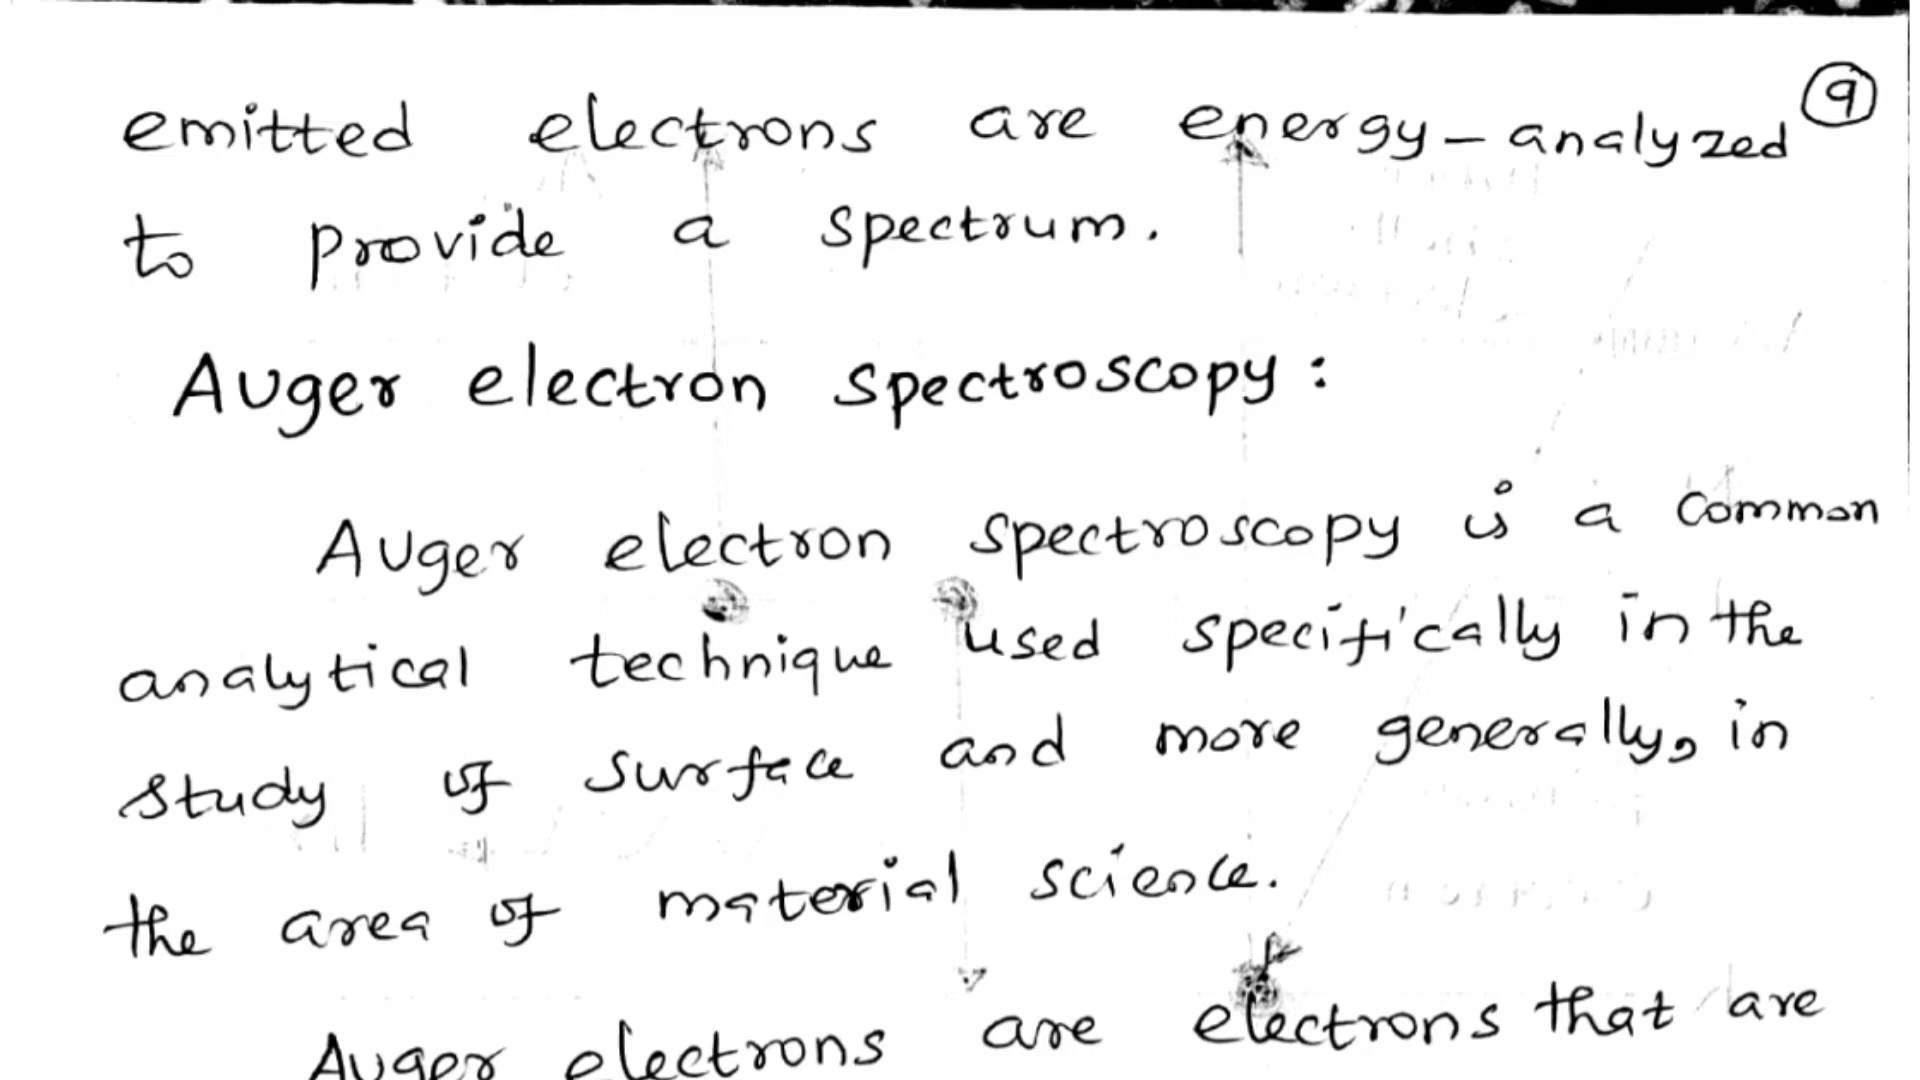 9
emitted electrons are energy-analyzed
to provide a spectrum.
Auger electron spectroscopy:
Auger electron spectroscopy is a common
analytical technique used specifically in the
study of surface and more generally, in
the area of material science.
Auger electrons are electrons that are